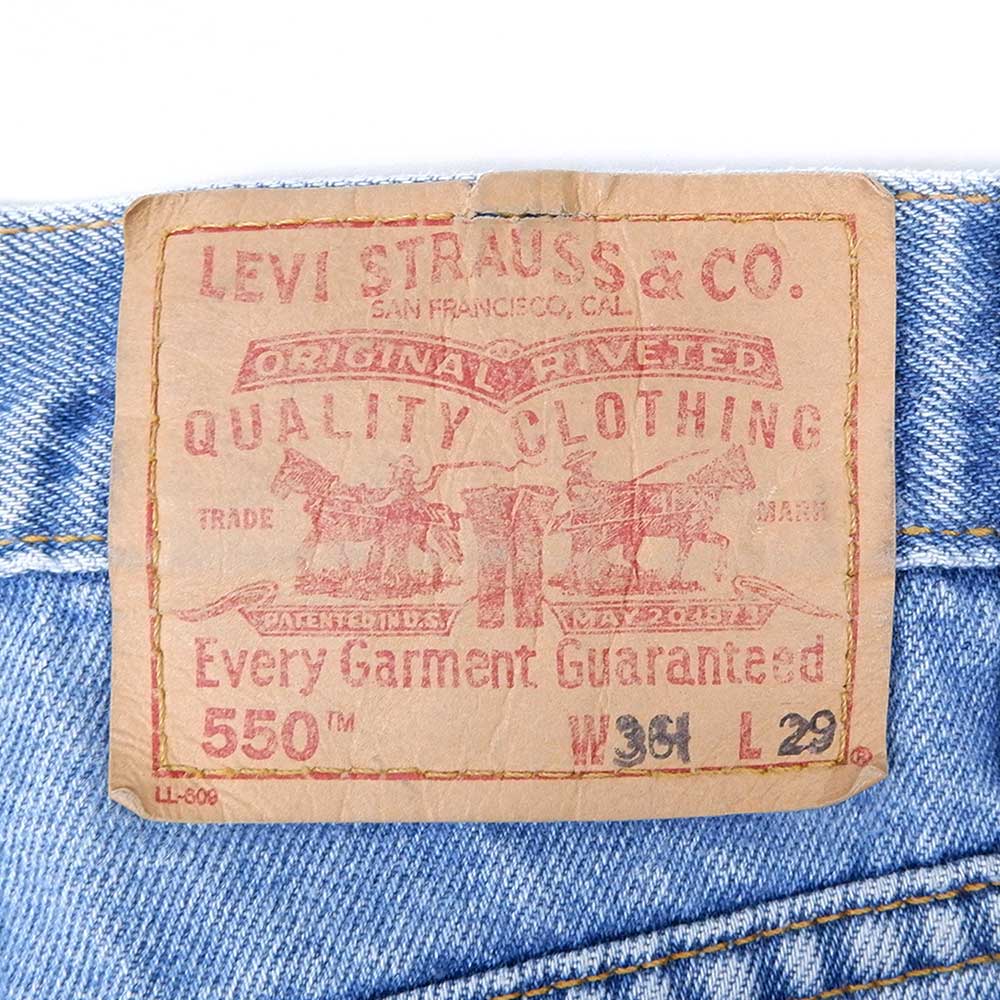 LEVI STRAUSS & CO.
SAN FRANCISCO, CAL.
ORIGINAL RIVETED
QUALITY CLOTHING
TRADE MARK
PATENTED IN U.S. MAY 20 1873
Every Garment Guaranteed
550™ W L 29
®
LL-609